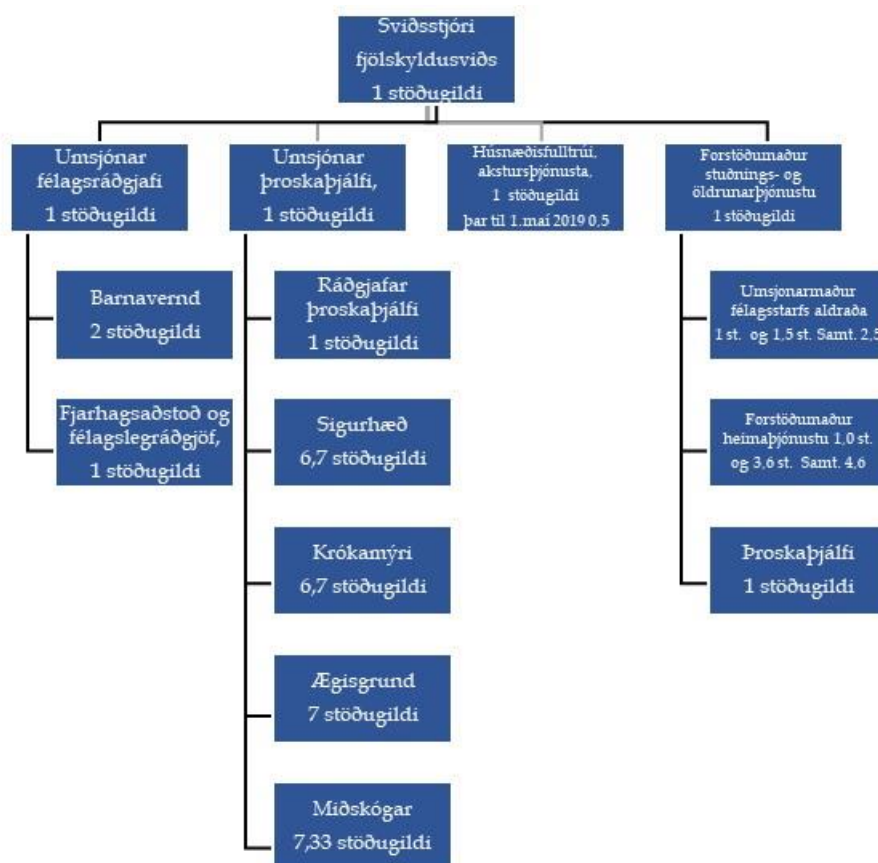 Sviðsstjóri
fjölskyldusviðs
1 stöðugildi
Umsjónar
félagsráðgjafi
1 stöðugildi
Umsjónar
þroskaþjálfi,
1 stöðugildi
Húsnæðisfulltrúi,
akstursþjónusta,
1 stöðugildi
þar til 1.maí 2019 0,5
Forstöðumaður
stuðnings- og
öldrunarþjónustu
1 stöðugildi
Barnavernd
2 stöðugildi
Fjarhagsaðstoð og
félagslegráðgjöf,
1 stöðugildi
Ráðgjafar
þroskaþjálfi
1 stöðugildi
Sigurhæð
6,7 stöðugildi
Krókamýri
6,7 stöðugildi
Ægisgrund
7 stöðugildi
Miðskógar
7,33 stöðugildi
Umsjonarmaður
félagsstarfs aldraða
1 st. og 1,5 st. Samt. 2,5
Forstöðumaður
heimaþjónustu 1,0 st.
og 3,6 st. Samt. 4,6
Þroskaþjálfi
1 stöðugildi